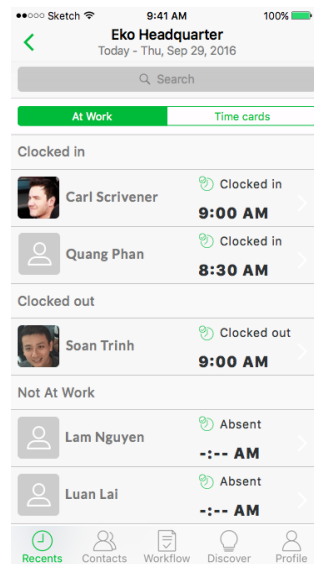 Sketch 9:41 AM 100%
Eko Headquarter
Today - Thu, Sep 29, 2016
Search
At Work Time cards
Clocked in
Carl Scrivener Clocked in
9:00 AM
Quang Phan Clocked in
8:30 AM
Clocked out
Soan Trinh Clocked out
9:00 AM
Not At Work
Lam Nguyen Absent
-:-- AM
Luan Lai Absent
-:-- AM
Recents Contacts Workflow Discover Profile